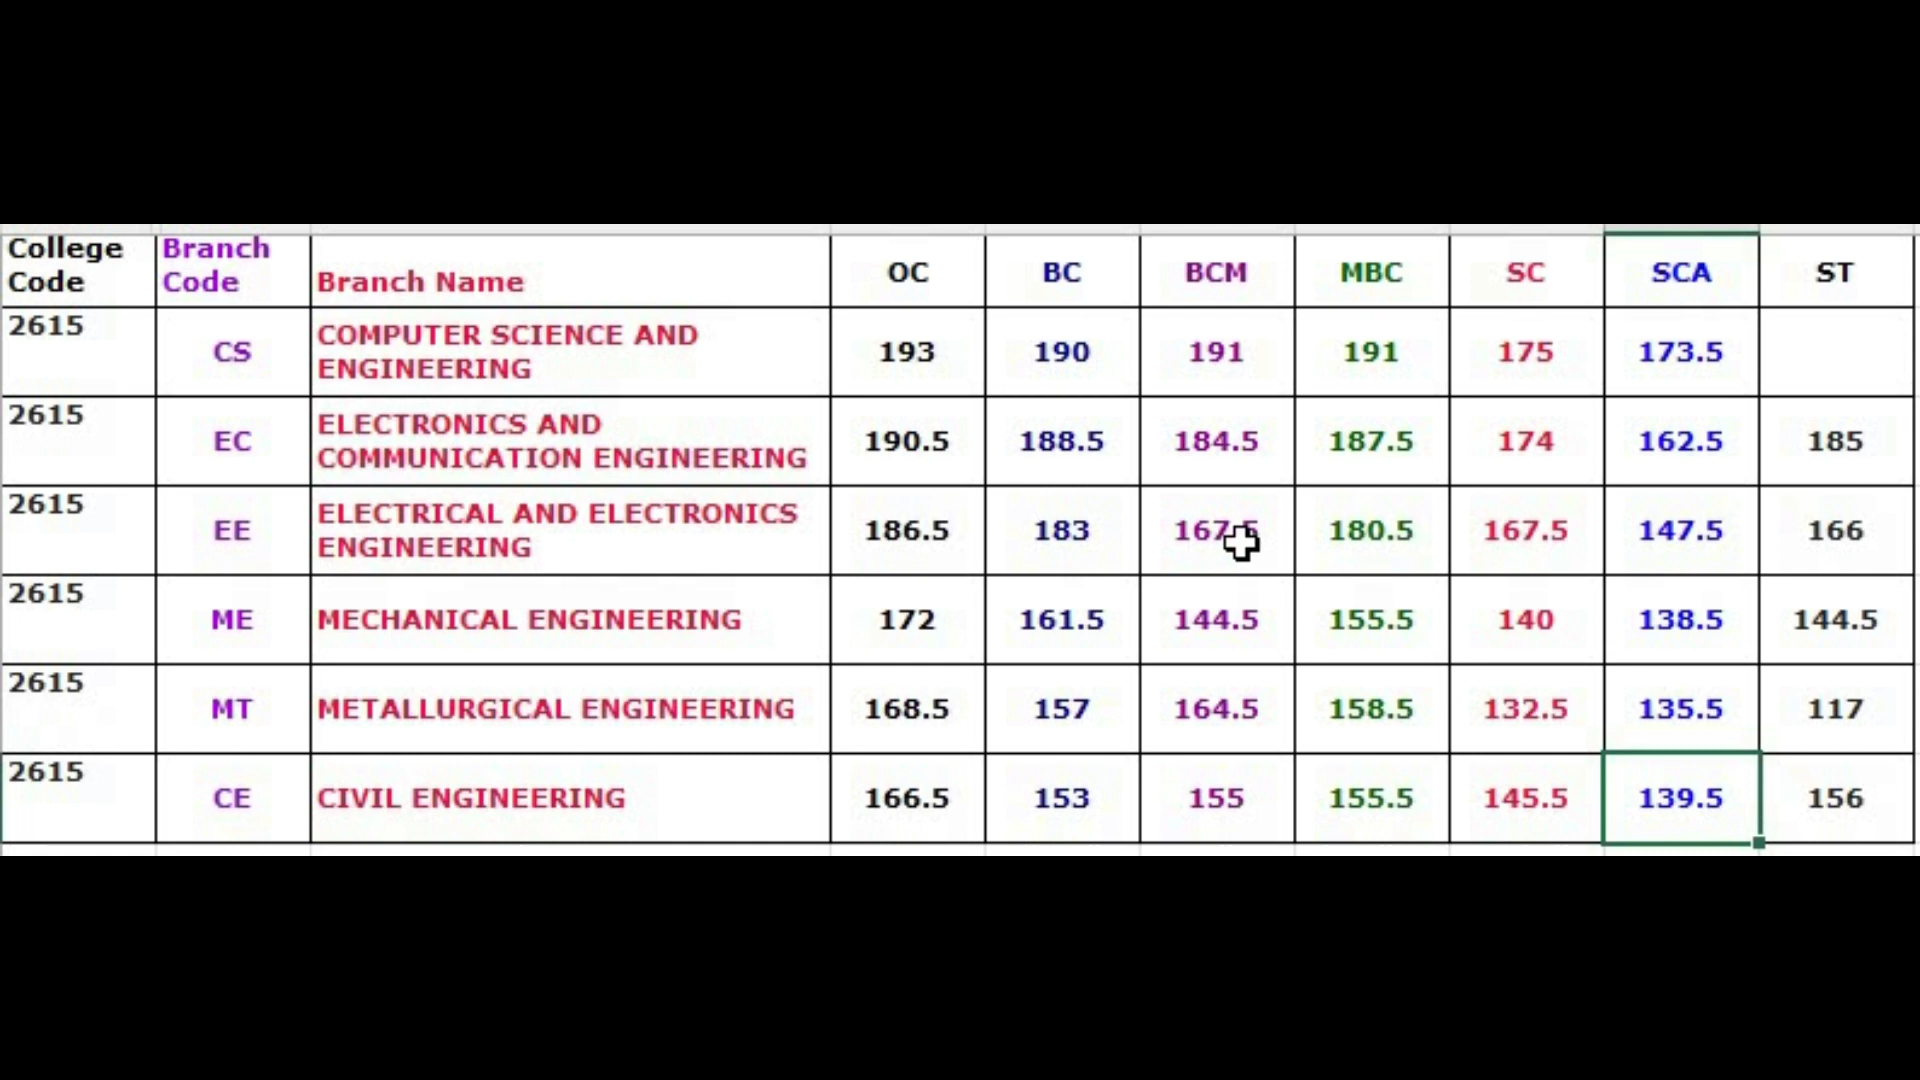 College Code Branch Code Branch Name OC BC BCM MBC SC SCA ST
2615 CS COMPUTER SCIENCE AND ENGINEERING 193 190 191 191 175 173.5
2615 EC ELECTRONICS AND COMMUNICATION ENGINEERING 190.5 188.5 184.5 187.5 174 162.5 185
2615 EE ELECTRICAL AND ELECTRONICS ENGINEERING 186.5 183 167.5 180.5 167.5 147.5 166
2615 ME MECHANICAL ENGINEERING 172 161.5 144.5 155.5 140 138.5 144.5
2615 MT METALLURGICAL ENGINEERING 168.5 157 164.5 158.5 132.5 135.5 117
2615 CE CIVIL ENGINEERING 166.5 153 155 155.5 145.5 139.5 156